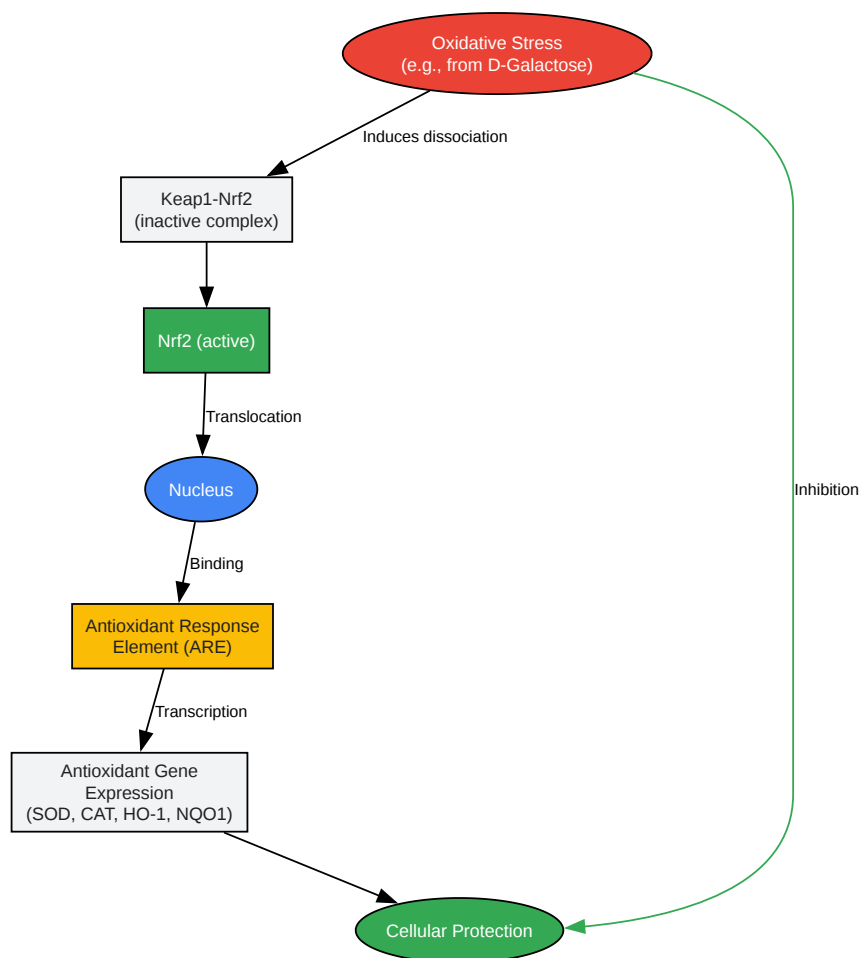 Oxidative Stress
(e.g., from D-Galactose)
Induces dissociation
Keap1-Nrf2
(inactive complex)
Nrf2 (active)
Translocation
Nucleus
Inhibition
Binding
Antioxidant Response
Element (ARE)
Transcription
Antioxidant Gene
Expression
(SOD, CAT, HO-1, NQO1)
Cellular Protection